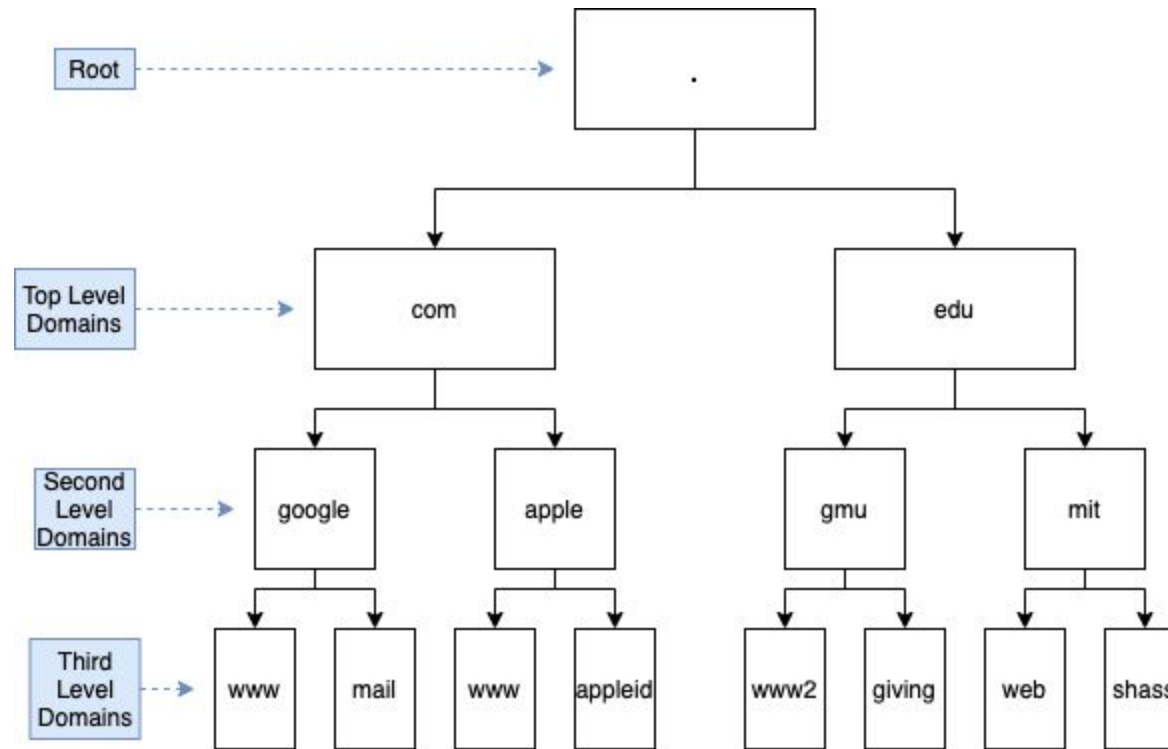 Root
.
Top Level
Domains
com
edu
Second
Level
Domains
google
apple
gmu
mit
Third
Level
Domains
www
mail
www
appleid
www2
giving
web
shass